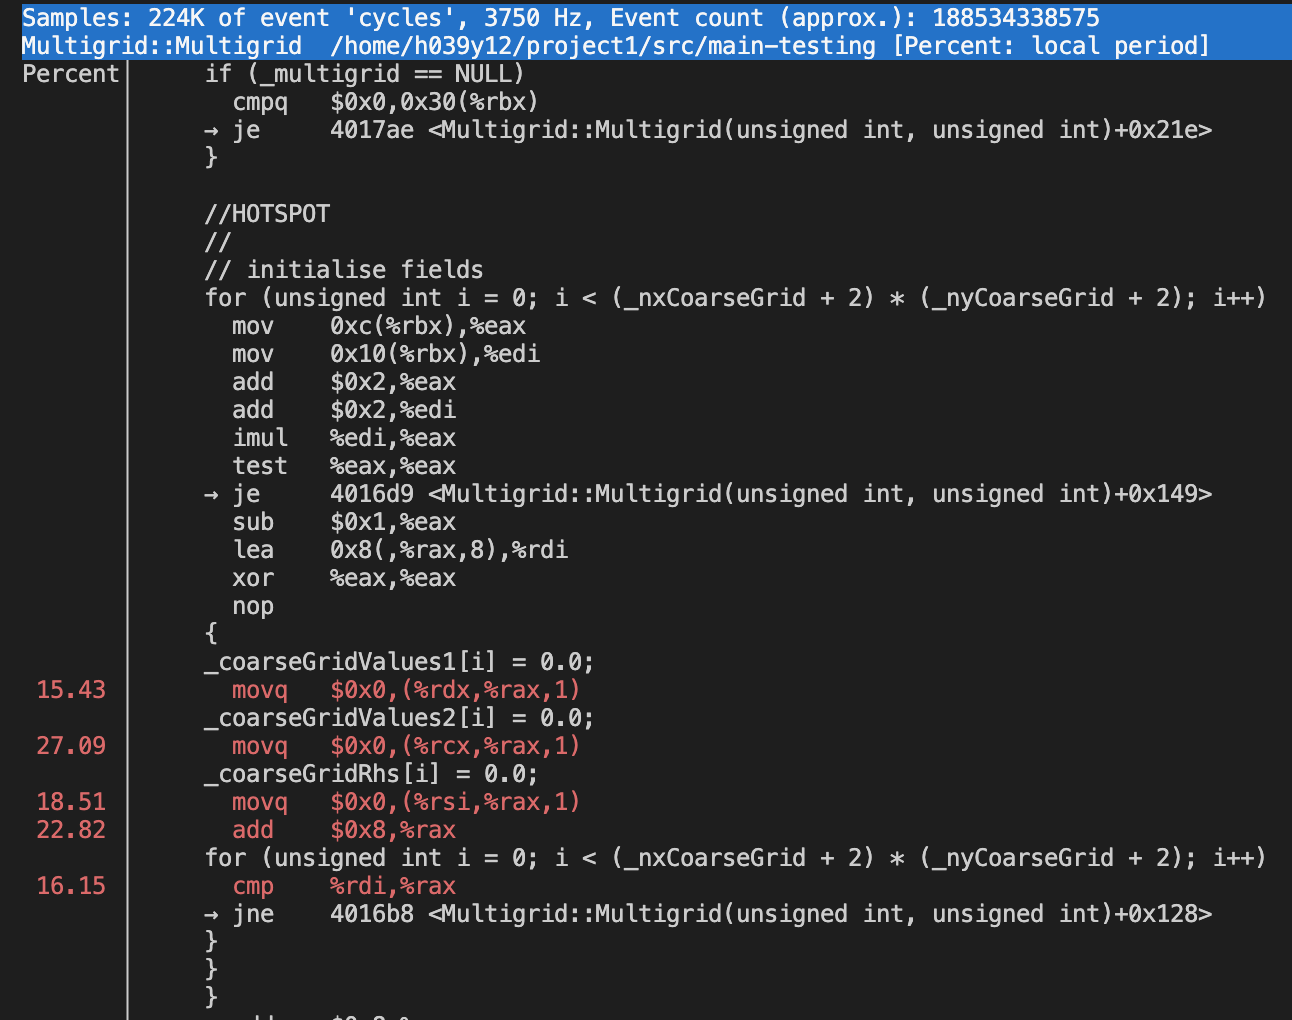 Samples: 224K of event 'cycles', 3750 Hz, Event count (approx.): 188534338575
Multigrid::Multigrid  /home/h039y12/project1/src/main-testing [Percent: local period]
Percent│      if (_multigrid == NULL)
cmpq   $0x0,0x30(%rbx)
→ je     4017ae <Multigrid::Multigrid(unsigned int, unsigned int)+0x21e>
}
//HOTSPOT
//
// initialise fields
for (unsigned int i = 0; i < (_nxCoarseGrid + 2) * (_nyCoarseGrid + 2); i++)
mov    0xc(%rbx),%eax
mov    0x10(%rbx),%edi
add    $0x2,%eax
add    $0x2,%edi
imul   %edi,%eax
test   %eax,%eax
→ je     4016d9 <Multigrid::Multigrid(unsigned int, unsigned int)+0x149>
sub    $0x1,%eax
lea    0x8(,%rax,8),%rdi
xor    %eax,%eax
nop
{
_coarseGridValues1[i] = 0.0;
15.43    movq   $0x0,(%rdx,%rax,1)
_coarseGridValues2[i] = 0.0;
27.09    movq   $0x0,(%rcx,%rax,1)
_coarseGridRhs[i] = 0.0;
18.51    movq   $0x0,(%rsi,%rax,1)
22.82    add    $0x8,%rax
for (unsigned int i = 0; i < (_nxCoarseGrid + 2) * (_nyCoarseGrid + 2); i++)
16.15    cmp    %rdi,%rax
→ jne    4016b8 <Multigrid::Multigrid(unsigned int, unsigned int)+0x128>
}
}
}